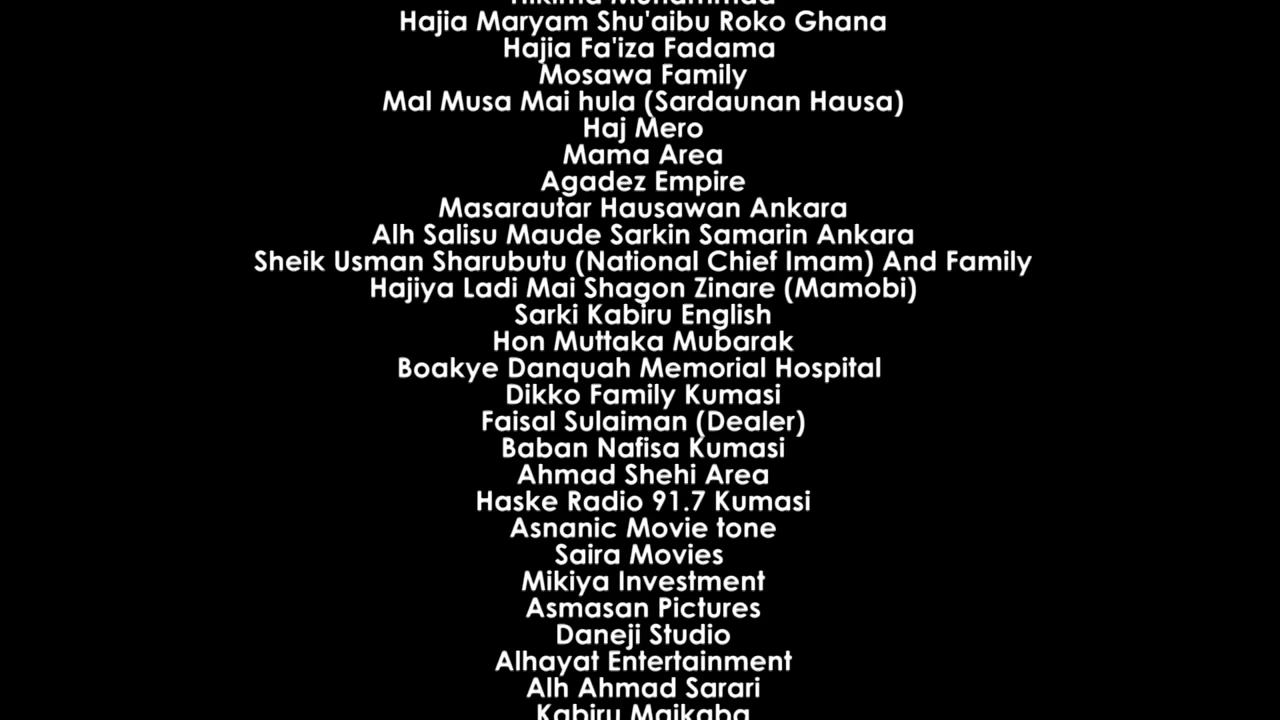 Hikima Muhammad
Hajia Maryam Shu'aibu Roko Ghana
Hajia Fa'iza Fadama
Mosawa Family
Mal Musa Mai hula (Sardaunan Hausa)
Haj Mero
Mama Area
Agadez Empire
Masarautar Hausawan Ankara
Alh Salisu Maude Sarkin Samarin Ankara
Sheik Usman Sharubutu (National Chief Imam) And Family
Hajiya Ladi Mai Shagon Zinare (Mamobi)
Sarki Kabiru English
Hon Muttaka Mubarak
Boakye Danquah Memorial Hospital
Dikko Family Kumasi
Faisal Sulaiman (Dealer)
Baban Nafisa Kumasi
Ahmad Shehi Area
Haske Radio 91.7 Kumasi
Asnanic Movie tone
Saira Movies
Mikiya Investment
Asmasan Pictures
Daneji Studio
Alhayat Entertainment
Alh Ahmad Sarari
Kabiru Maikaba